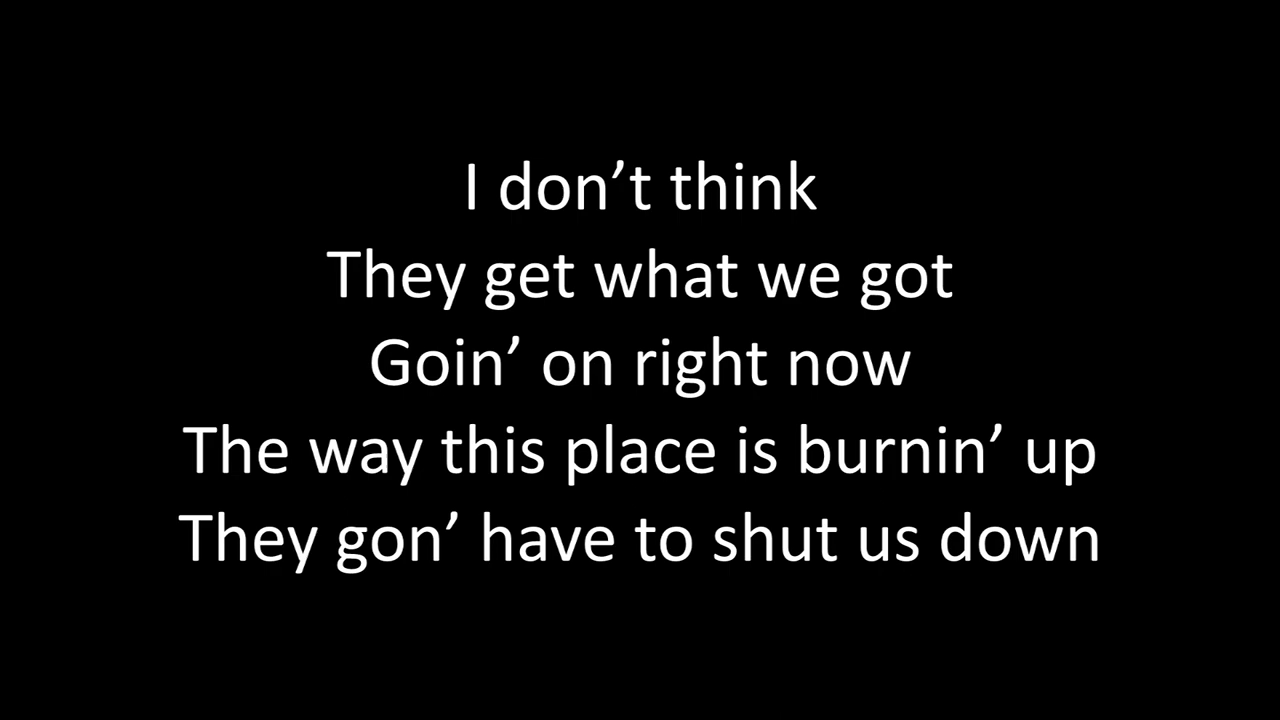 I don’t think
They get what we got
Goin’ on right now
The way this place is burnin’ up
They gon’ have to shut us down